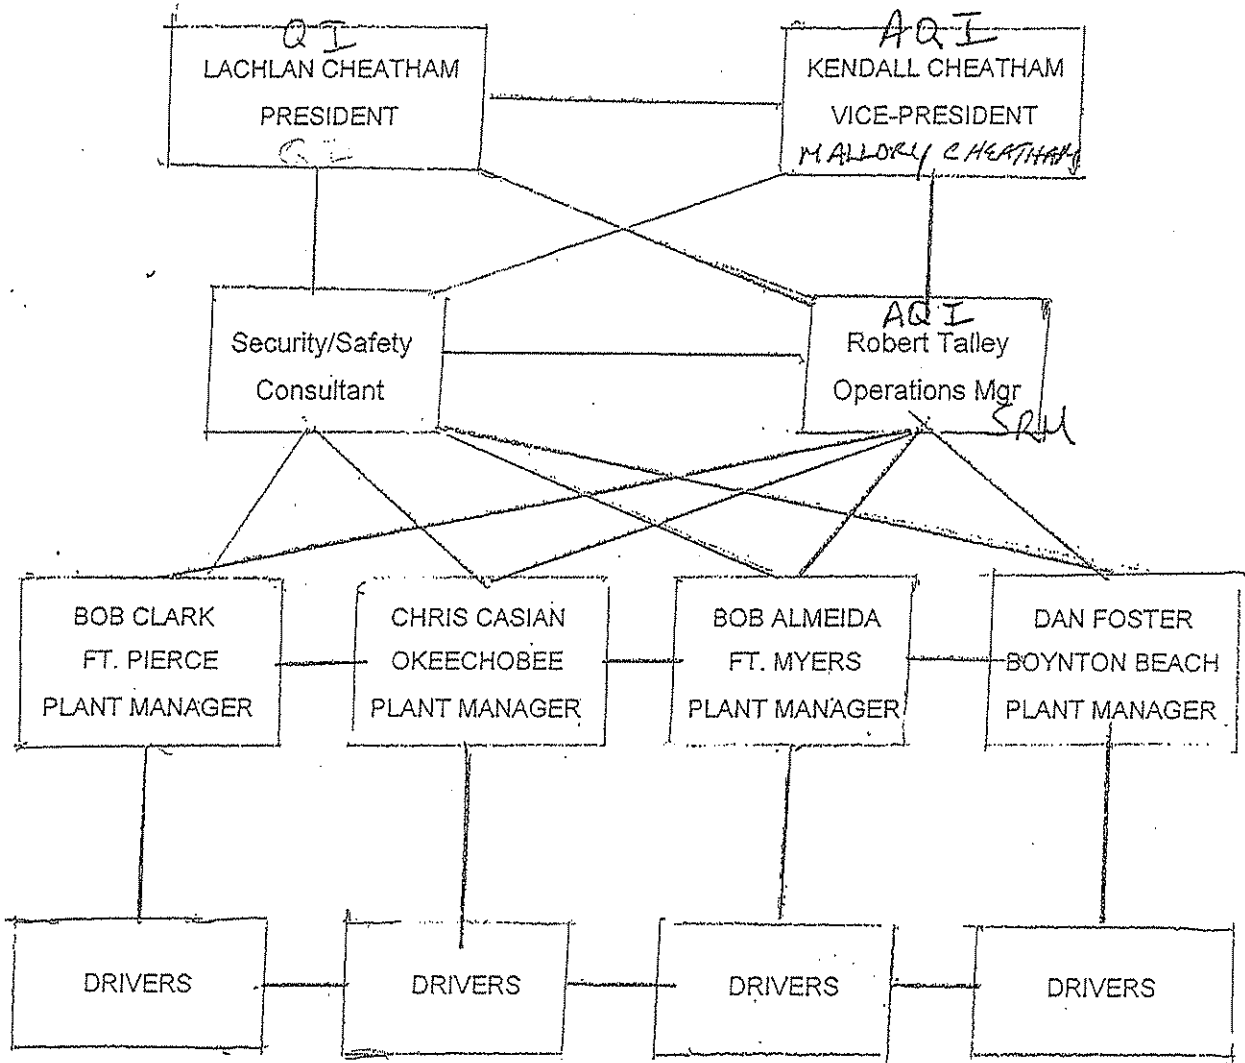 QI
LACHLAN CHEATHAM
PRESIDENT
AQI
KENDALL CHEATHAM
VICE-PRESIDENT
MALLORY CHEATHAM
Security/Safety
Consultant
AQI
Robert Talley
Operations Mgr
SRM
BOB CLARK
FT. PIERCE
PLANT MANAGER
CHRIS CASIAN
OKEECHOBEE
PLANT MANAGER
BOB ALMEIDA
FT. MYERS
PLANT MANAGER
DAN FOSTER
BOYNTON BEACH
PLANT MANAGER
DRIVERS
DRIVERS
DRIVERS
DRIVERS